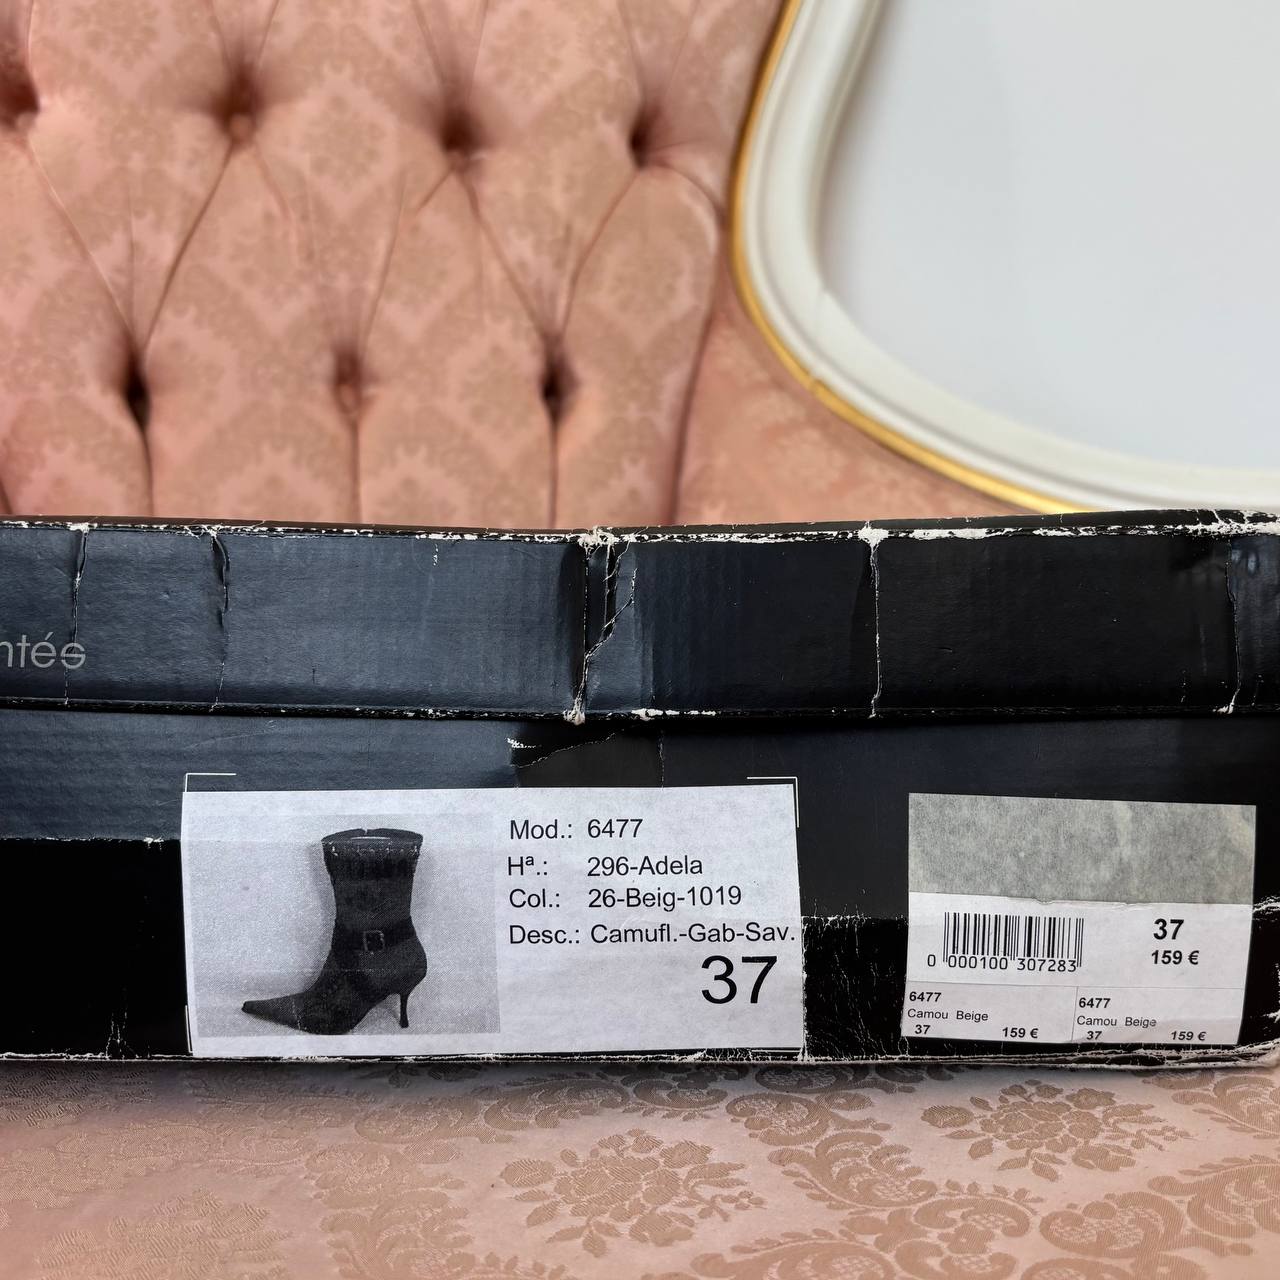 ntés
Mod.: 6477
Hª.: 296-Adela
Col.: 26-Beig-1019
Desc.: Camufl.-Gab-Sav.
37
37
159 €
0 000100 307283
6477
Camou Beige
37 159 €
6477
Camou Beige
37 159 €